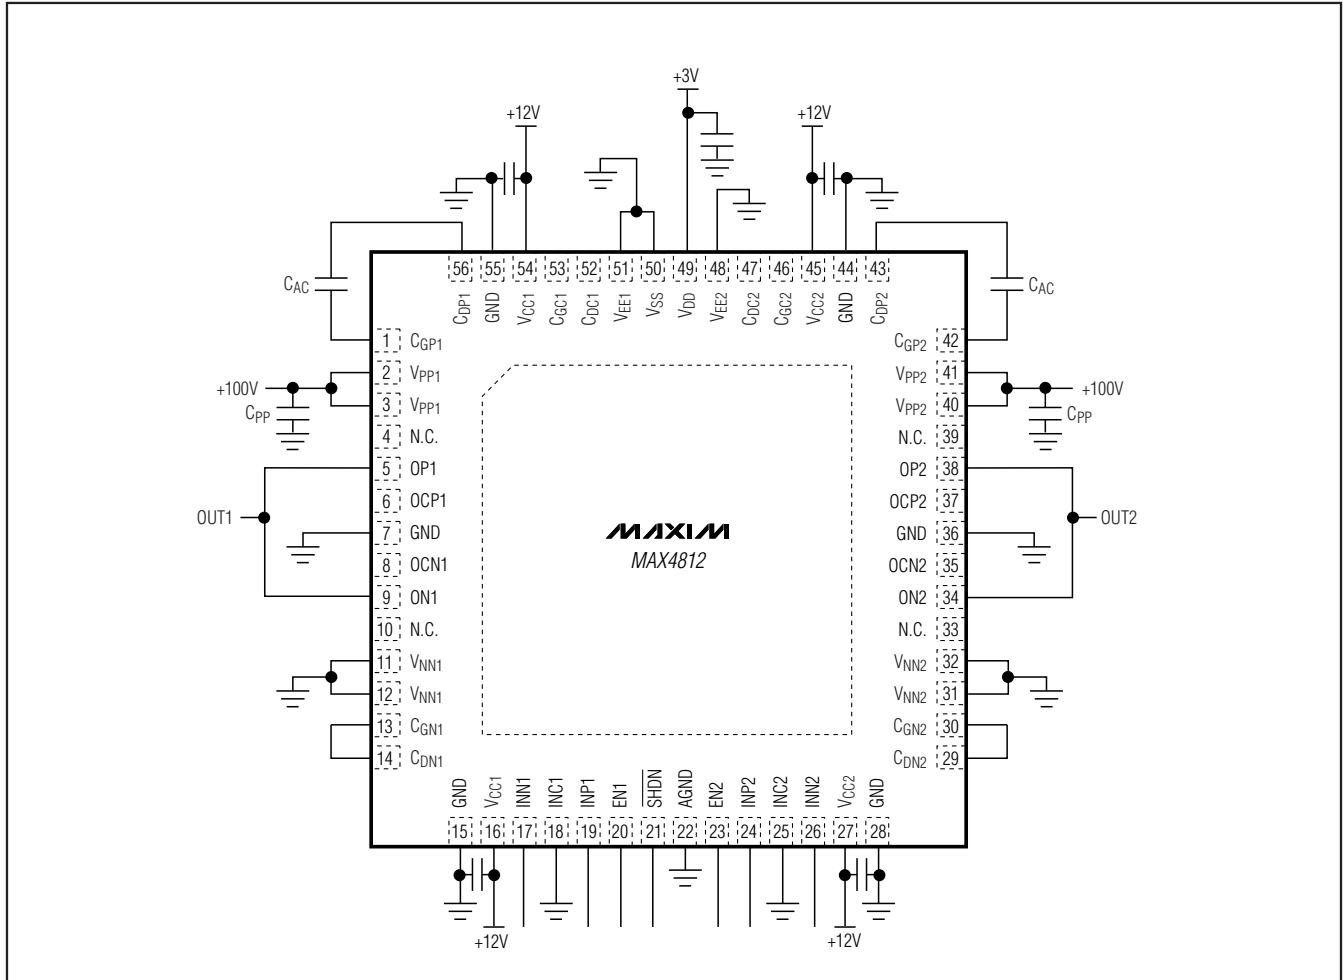 +3V
+12V
+12V
56 55 54 53 52 51 50 49 48 47 46 45 44 43
CDP1 GND VCC1 CGC1 CDC1 VEE1 VSS VDD VEE2 CDC2 CGC2 VCC2 GND CDP2
CAC
CAC
1 CGP1
CGP2 42
2 VPP1
VPP2 41
+100V
+100V
3 VPP1
VPP2 40
CPP
CPP
4 N.C.
N.C. 39
5 OP1
OP2 38
6 OCP1
OCP2 37
OUT1
OUT2
7 GND
GND 36
MAXIM
MAX4812
8 OCN1
OCN2 35
9 ON1
ON2 34
10 N.C.
N.C. 33
11 VNN1
VNN2 32
12 VNN1
VNN2 31
13 CGN1
CGN2 30
14 CDN1
CDN2 29
GND VCC1 INN1 INC1 INP1 EN1 SHDN AGND EN2 INP2 INC2 INN2 VCC2 GND
15 16 17 18 19 20 21 22 23 24 25 26 27 28
+12V
+12V